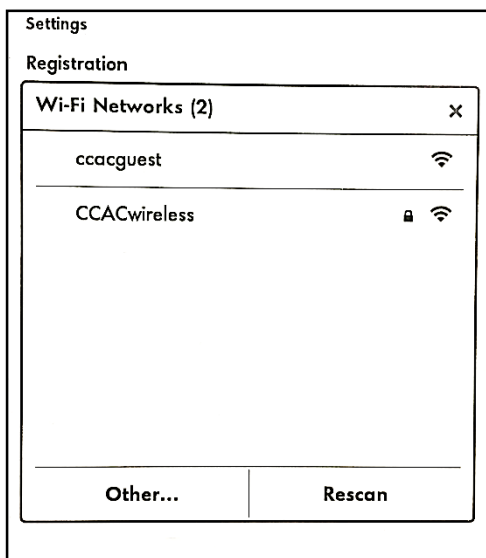 Settings
Registration
Wi-Fi Networks (2) ×
ccacguest
CCACwireless
Other... Rescan